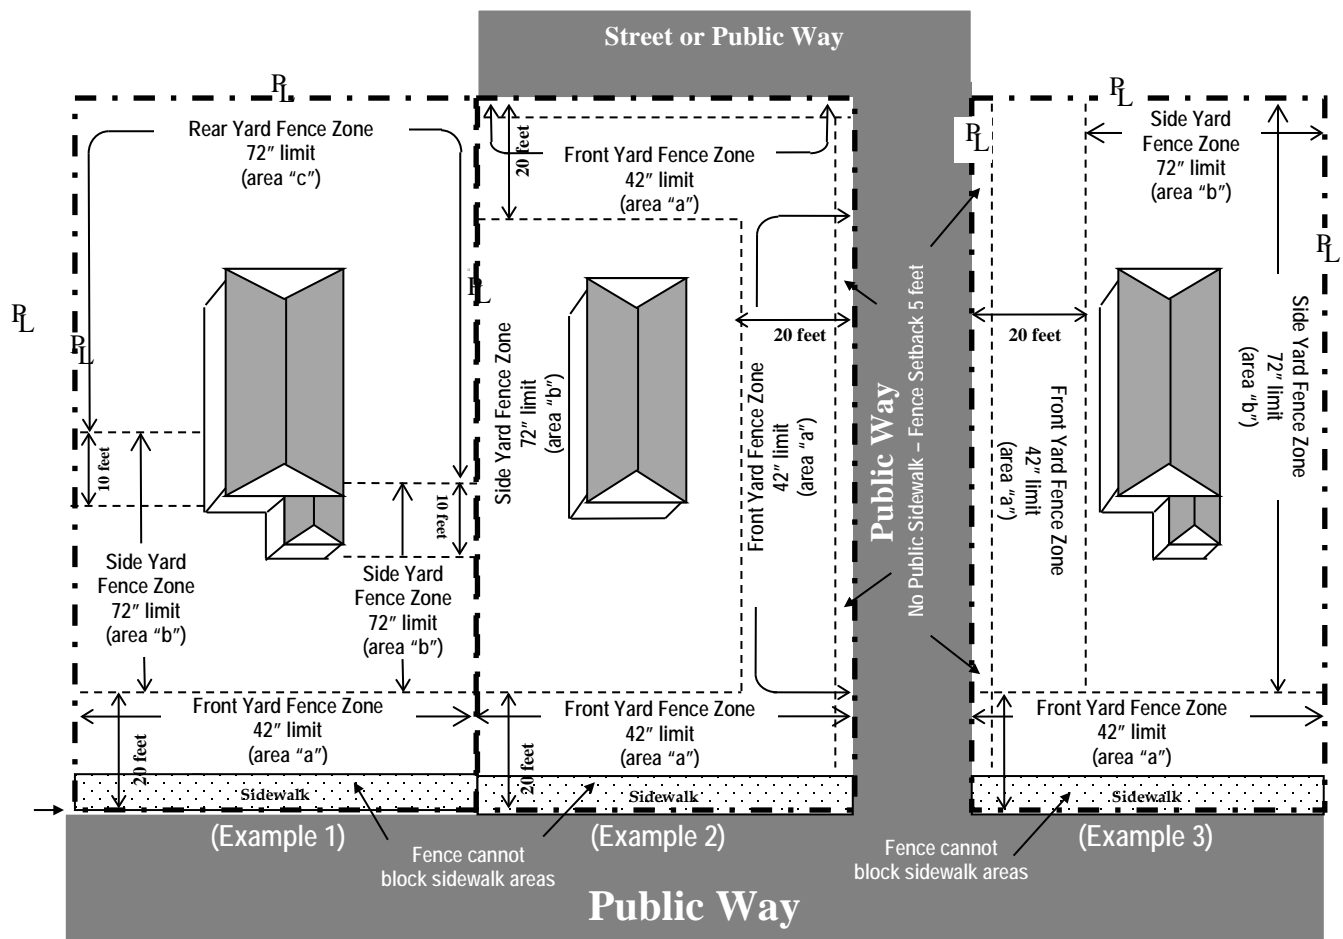 Street or Public Way
PL
Rear Yard Fence Zone
72” limit
(area “c”)
PL
PL
PL
10 feet
Side Yard
Fence Zone
72” limit
(area “b”)
10 feet
Side Yard
Fence Zone
72” limit
(area “b”)
Front Yard Fence Zone
42” limit
(area “a”)
20 feet
Sidewalk
(Example 1)
20 feet
Front Yard Fence Zone
42” limit
(area “a”)
Side Yard Fence Zone
72” limit
(area “b”)
20 feet
Front Yard Fence Zone
42” limit
(area “a”)
Front Yard Fence Zone
42” limit
(area “a”)
20 feet
Sidewalk
(Example 2)
Fence cannot
block sidewalk areas
Public Way
No Public Sidewalk – Fence Setback 5 feet
PL
PL
Side Yard
Fence Zone
72” limit
(area “b”)
PL
20 feet
Front Yard Fence Zone
42” limit
(area “a”)
Side Yard Fence Zone
72” limit
(area “b”)
Front Yard Fence Zone
42” limit
(area “a”)
Sidewalk
(Example 3)
Fence cannot
block sidewalk areas
Public Way